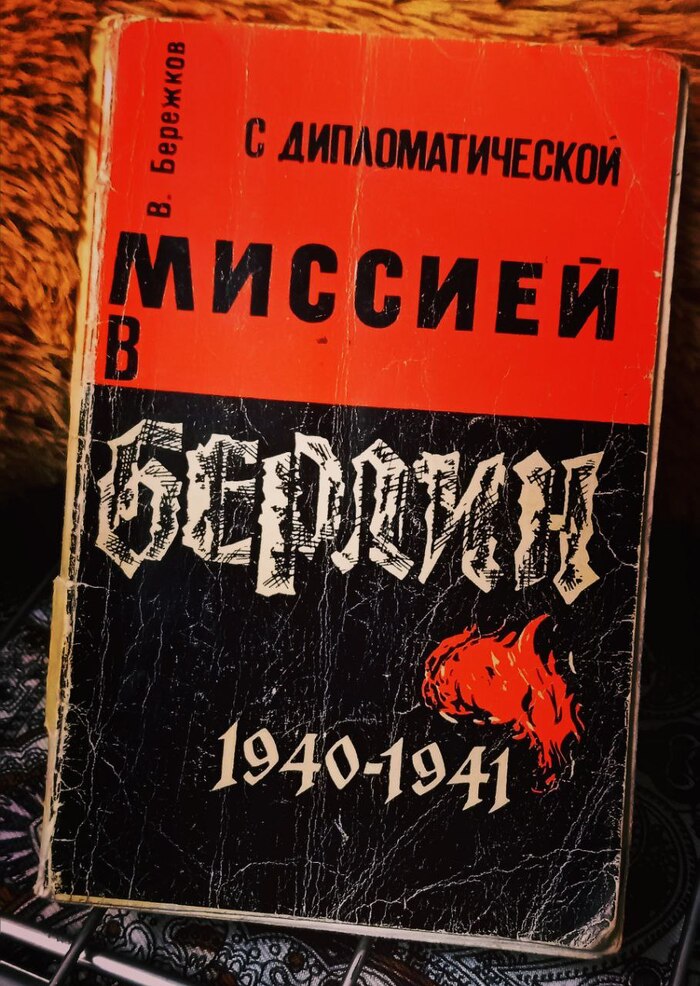 В. Бережков
С ДИПЛОМАТИЧЕСКОЙ
МИССИЕЙ
В
БЕРЛИН
1940-1941